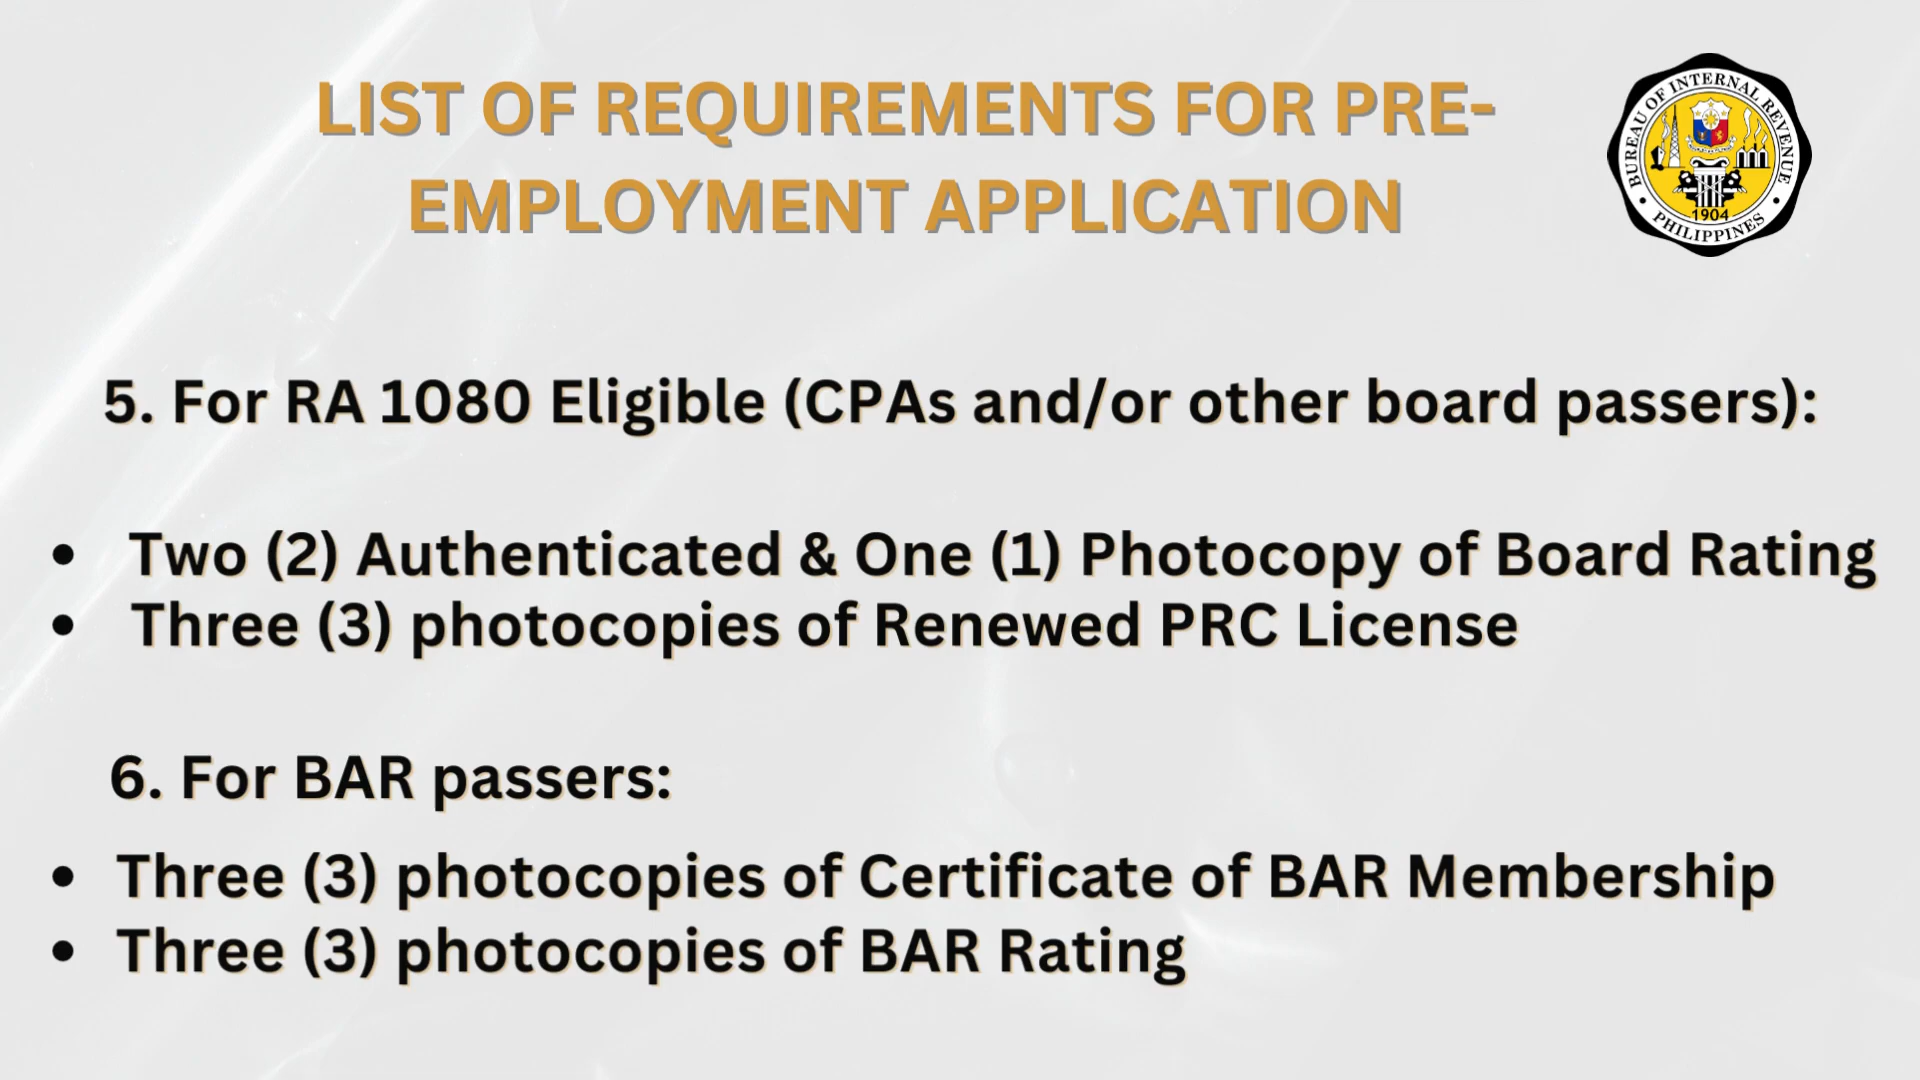 LIST OF REQUIREMENTS FOR PRE-
EMPLOYMENT APPLICATION
BUREAU OF INTERNAL REVENUE
1904
PHILIPPINES
5. For RA 1080 Eligible (CPAs and/or other board passers):
• Two (2) Authenticated & One (1) Photocopy of Board Rating
• Three (3) photocopies of Renewed PRC License
6. For BAR passers:
• Three (3) photocopies of Certificate of BAR Membership
• Three (3) photocopies of BAR Rating